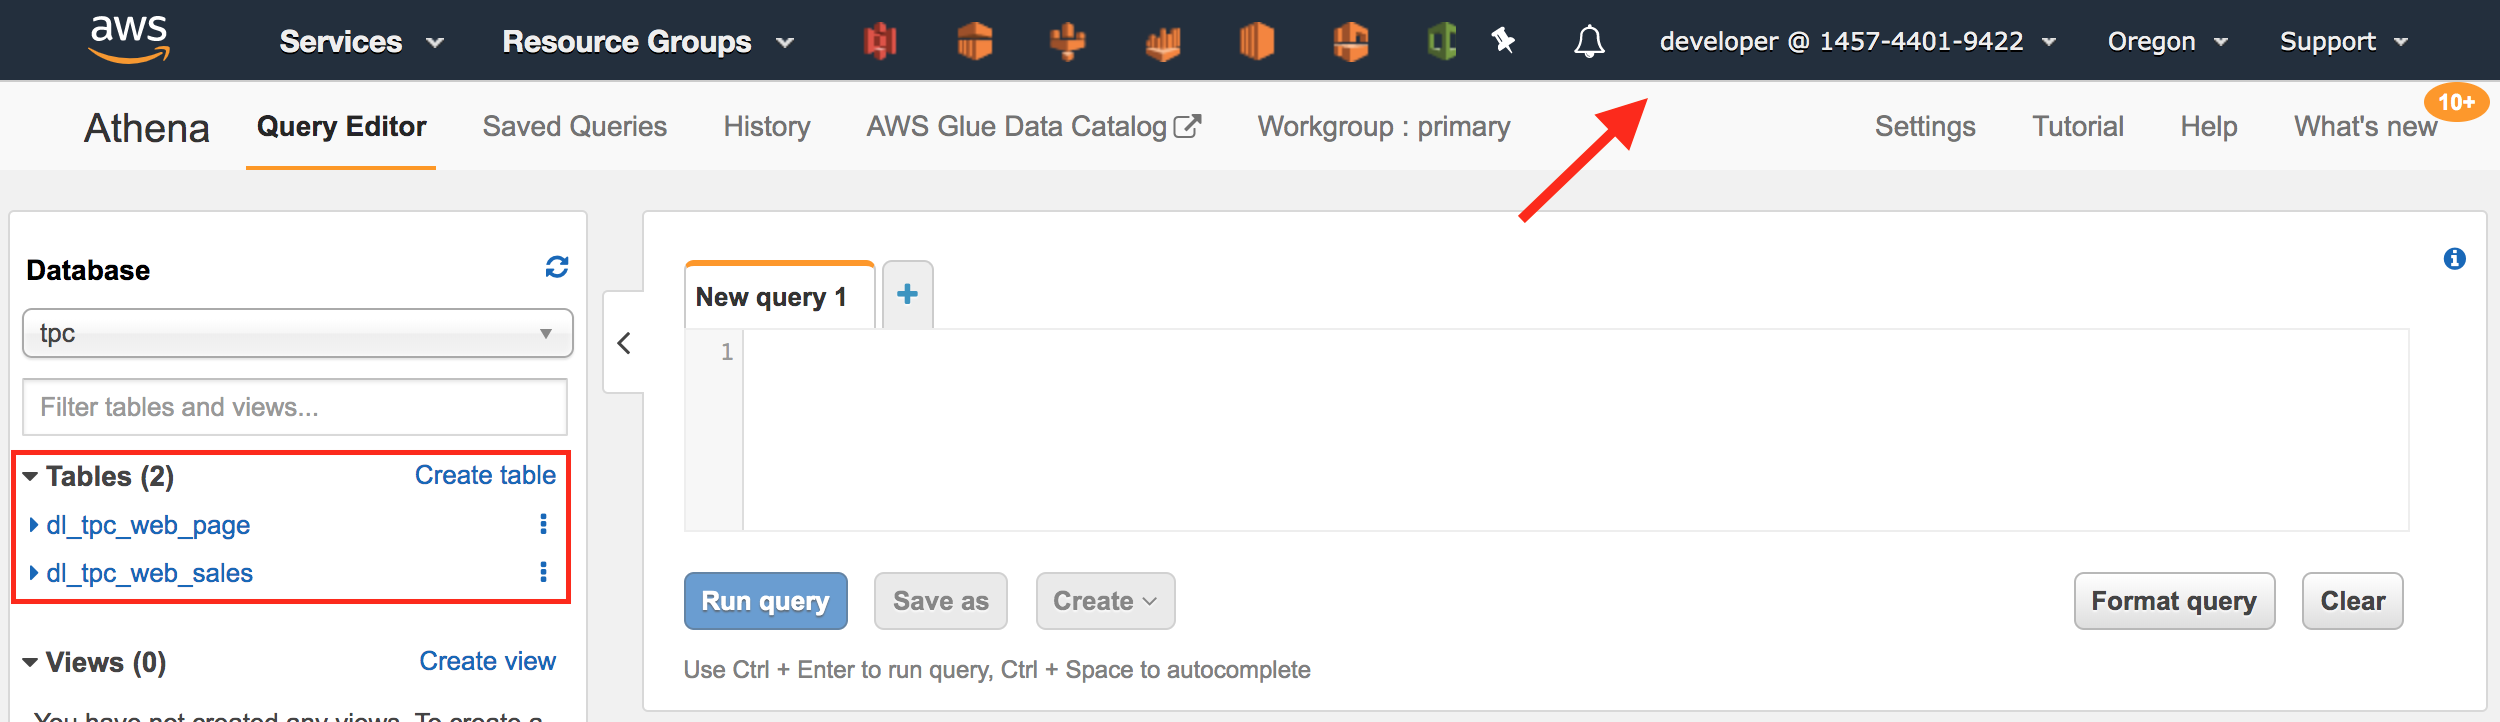 aws Services Resource Groups developer @ 1457-4401-9422 Oregon Support
10+
Athena Query Editor Saved Queries History AWS Glue Data Catalog Workgroup : primary Settings Tutorial Help What's new
Database
tpc
Filter tables and views...
Tables (2) Create table
dl_tpc_web_page
dl_tpc_web_sales
Views (0) Create view
You have not created any views. To create a
New query 1 +
1
Run query Save as Create Format query Clear
Use Ctrl + Enter to run query, Ctrl + Space to autocomplete